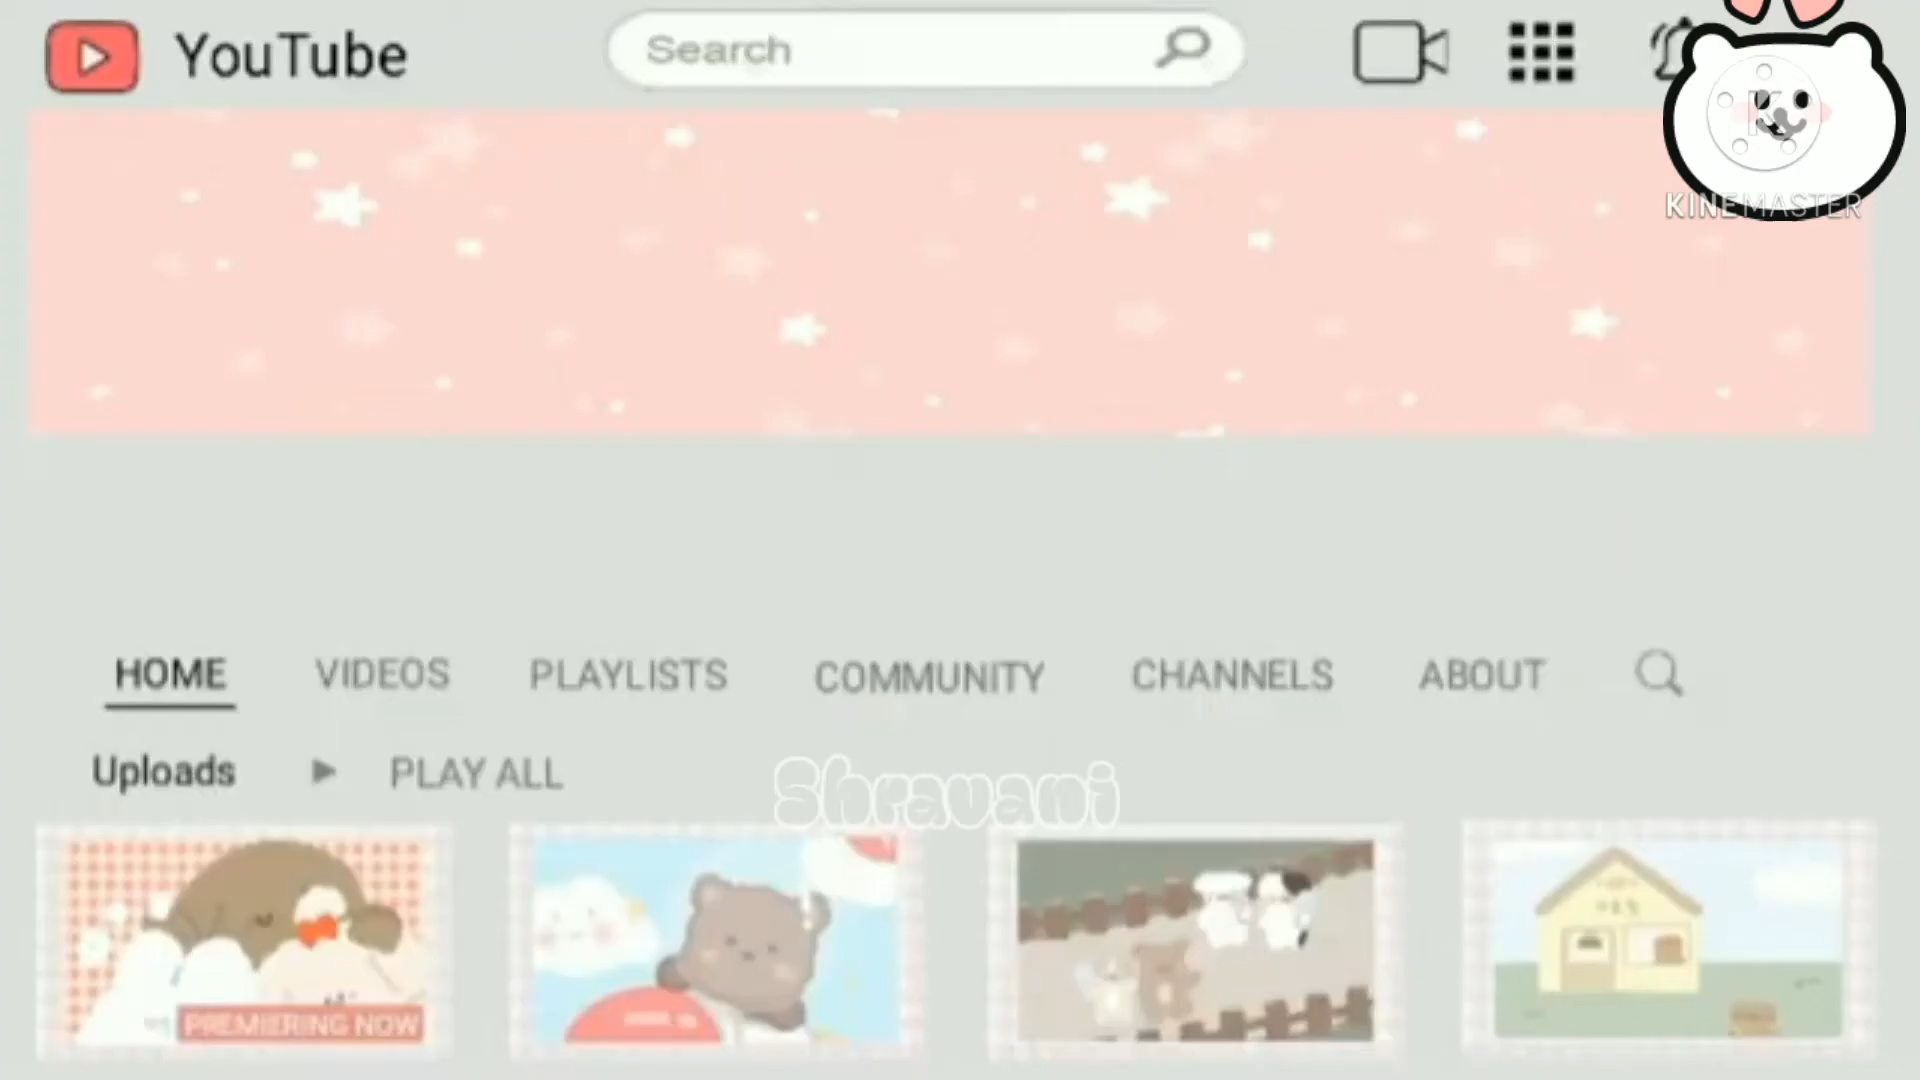 YouTube
Search
KINEMASTER
HOME VIDEOS PLAYLISTS COMMUNITY CHANNELS ABOUT
Uploads PLAY ALL
Shravani
PREMIERING NOW